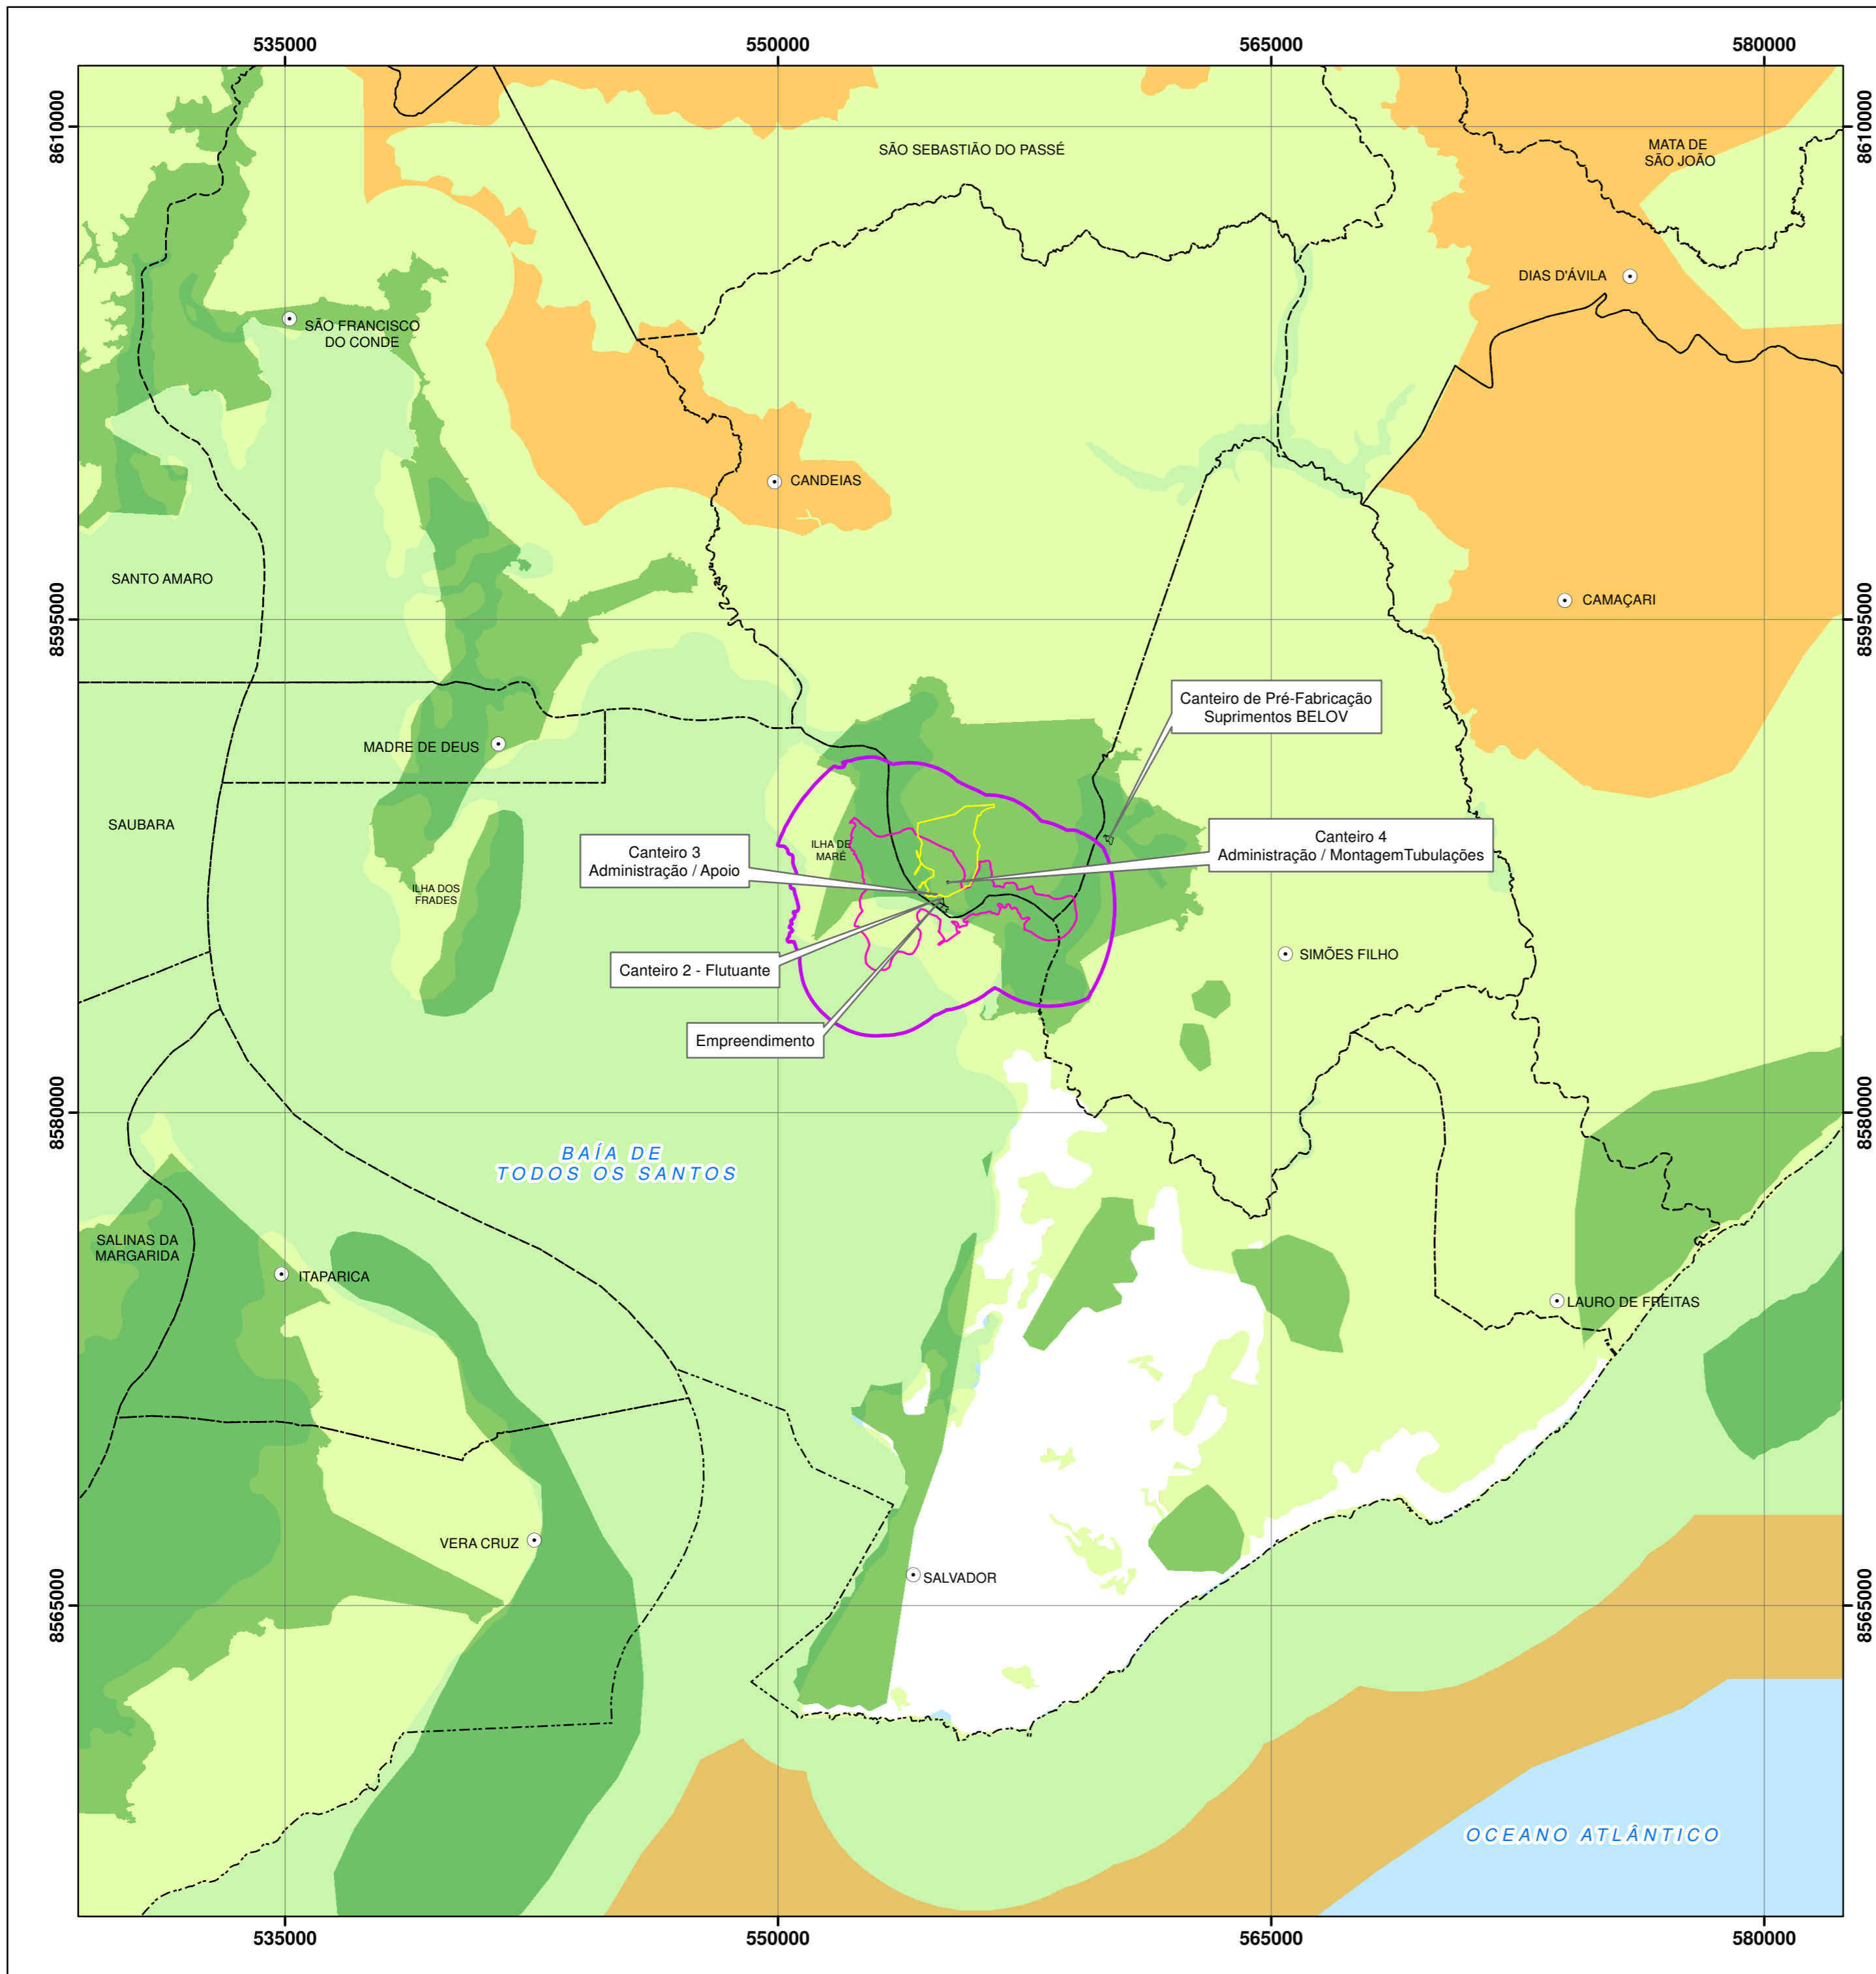 535000
550000
565000
580000
8610000
8610000
SÃO SEBASTIÃO DO PASSÉ
MATA DE
SÃO JOÃO
DIAS D'ÁVILA
SÃO FRANCISCO
DO CONDE
CANDEIAS
SANTO AMARO
CAMAÇARI
8595000
8595000
Canteiro de Pré-Fabricação
Suprimentos BELOV
MADRE DE DEUS
SAUBARA
Canteiro 3
Administração / Apoio
ILHA DE
MARÉ
Canteiro 4
Administração / MontagemTubulações
ILHA DOS
FRADES
Canteiro 2 - Flutuante
SIMÕES FILHO
Empreendimento
8580000
8580000
BAÍA DE
TODOS OS SANTOS
SALINAS DA
MARGARIDA
ITAPARICA
LAURO DE FREITAS
VERA CRUZ
SALVADOR
8565000
8565000
OCEANO ATLÂNTICO
535000
550000
565000
580000